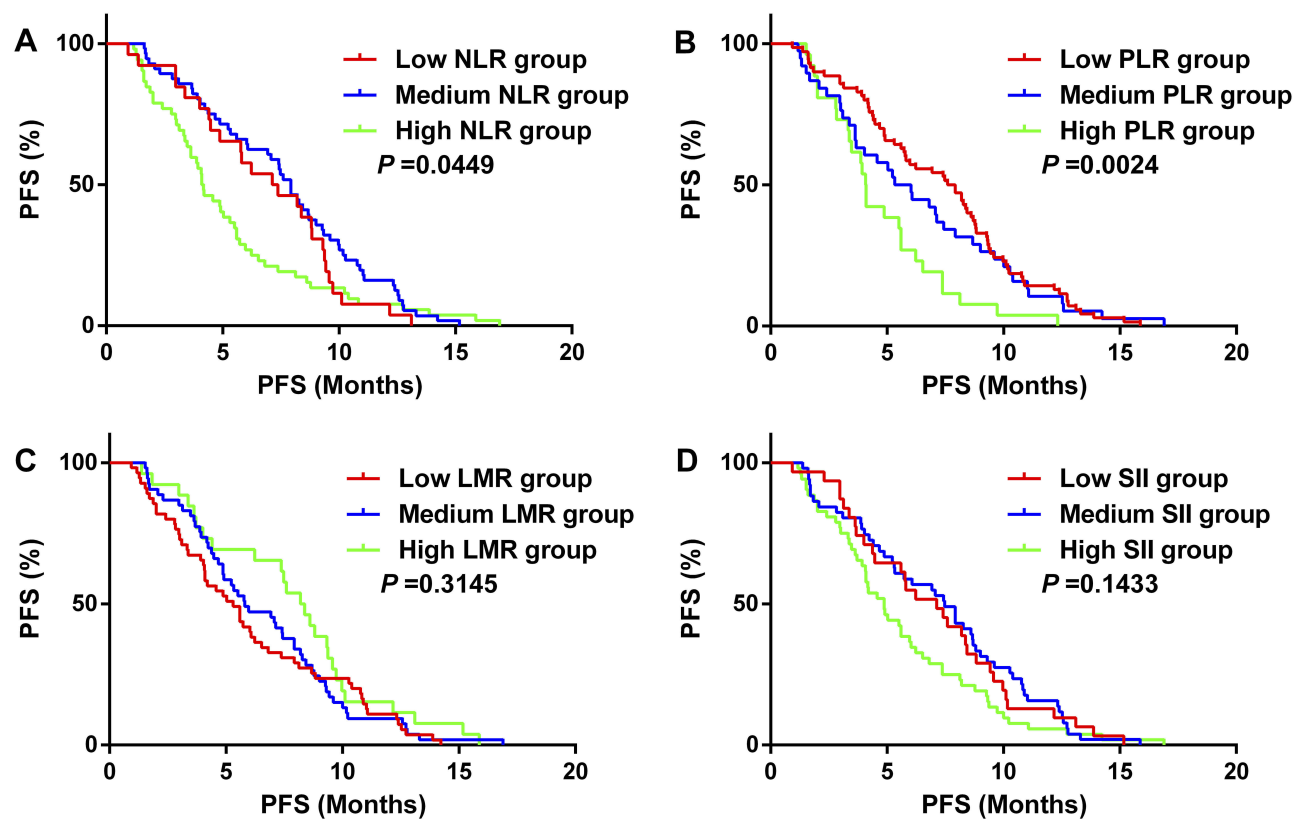 A
100
50
0
PFS (%)
Low NLR group
Medium NLR group
High NLR group
P =0.0449
0 5 10 15 20
PFS (Months)
B
100
50
0
PFS (%)
Low PLR group
Medium PLR group
High PLR group
P =0.0024
0 5 10 15 20
PFS (Months)
C
100
50
0
PFS (%)
Low LMR group
Medium LMR group
High LMR group
P =0.3145
0 5 10 15 20
PFS (Months)
D
100
50
0
PFS (%)
Low SII group
Medium SII group
High SII group
P =0.1433
0 5 10 15 20
PFS (Months)